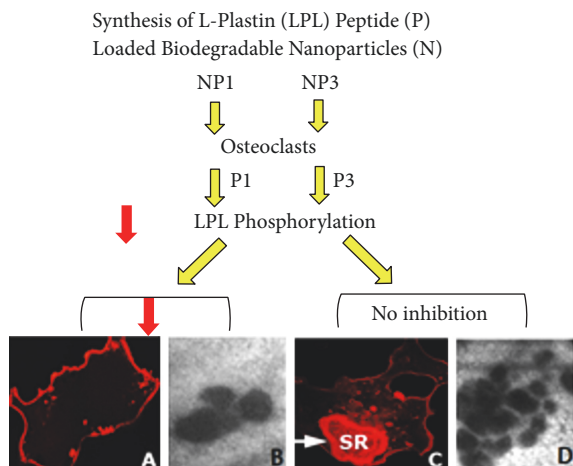 Synthesis of L-Plastin (LPL) Peptide (P)
Loaded Biodegradable Nanoparticles (N)
NP1 NP3
Osteoclasts
P1 P3
LPL Phosphorylation
No inhibition
A B SR C D